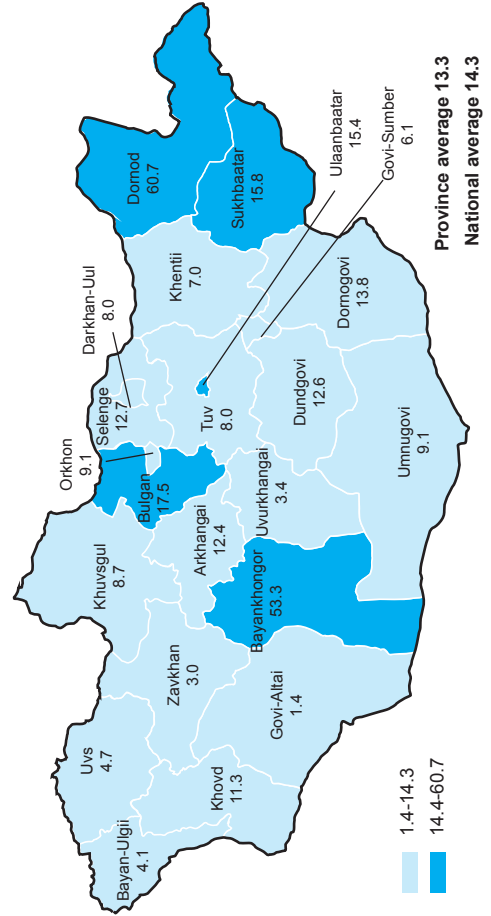 Bayan-Ulgii
4.1
Uvs
4.7
Khovd
11.3
Zavkhan
3.0
Govi-Altai
1.4
Khuvsgul
8.7
Bayankhongor
53.3
Arkhangai
12.4
Orkhon
9.1
Bulgan
17.5
Uvurkhangai
3.4
Selenge
12.7
Darkhan-Uul
8.0
Tuv
8.0
Umnugovi
9.1
Dundgovi
12.6
Khentii
7.0
Dornogovi
13.8
Domod
60.7
Sukhbaatar
15.8
Ulaanbaatar
15.4
Govi-Sumber
6.1
1.4-14.3
14.4-60.7
Province average 13.3
National average 14.3